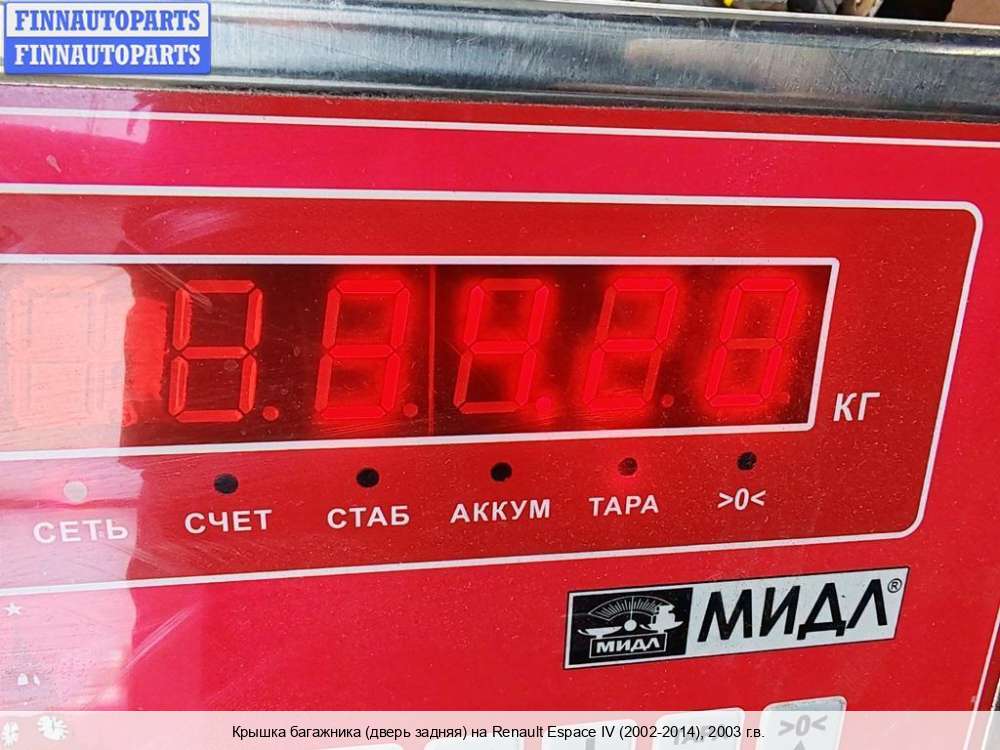 FINNAUTOPARTS
FINNAUTOPARTS
КГ
СЕТЬ СЧЕТ СТАБ АККУМ ТАРА >0<
МИДЛ МИДЛ®
>0<
Крышка багажника (дверь задняя) на Renault Espace IV (2002-2014), 2003 г.в.